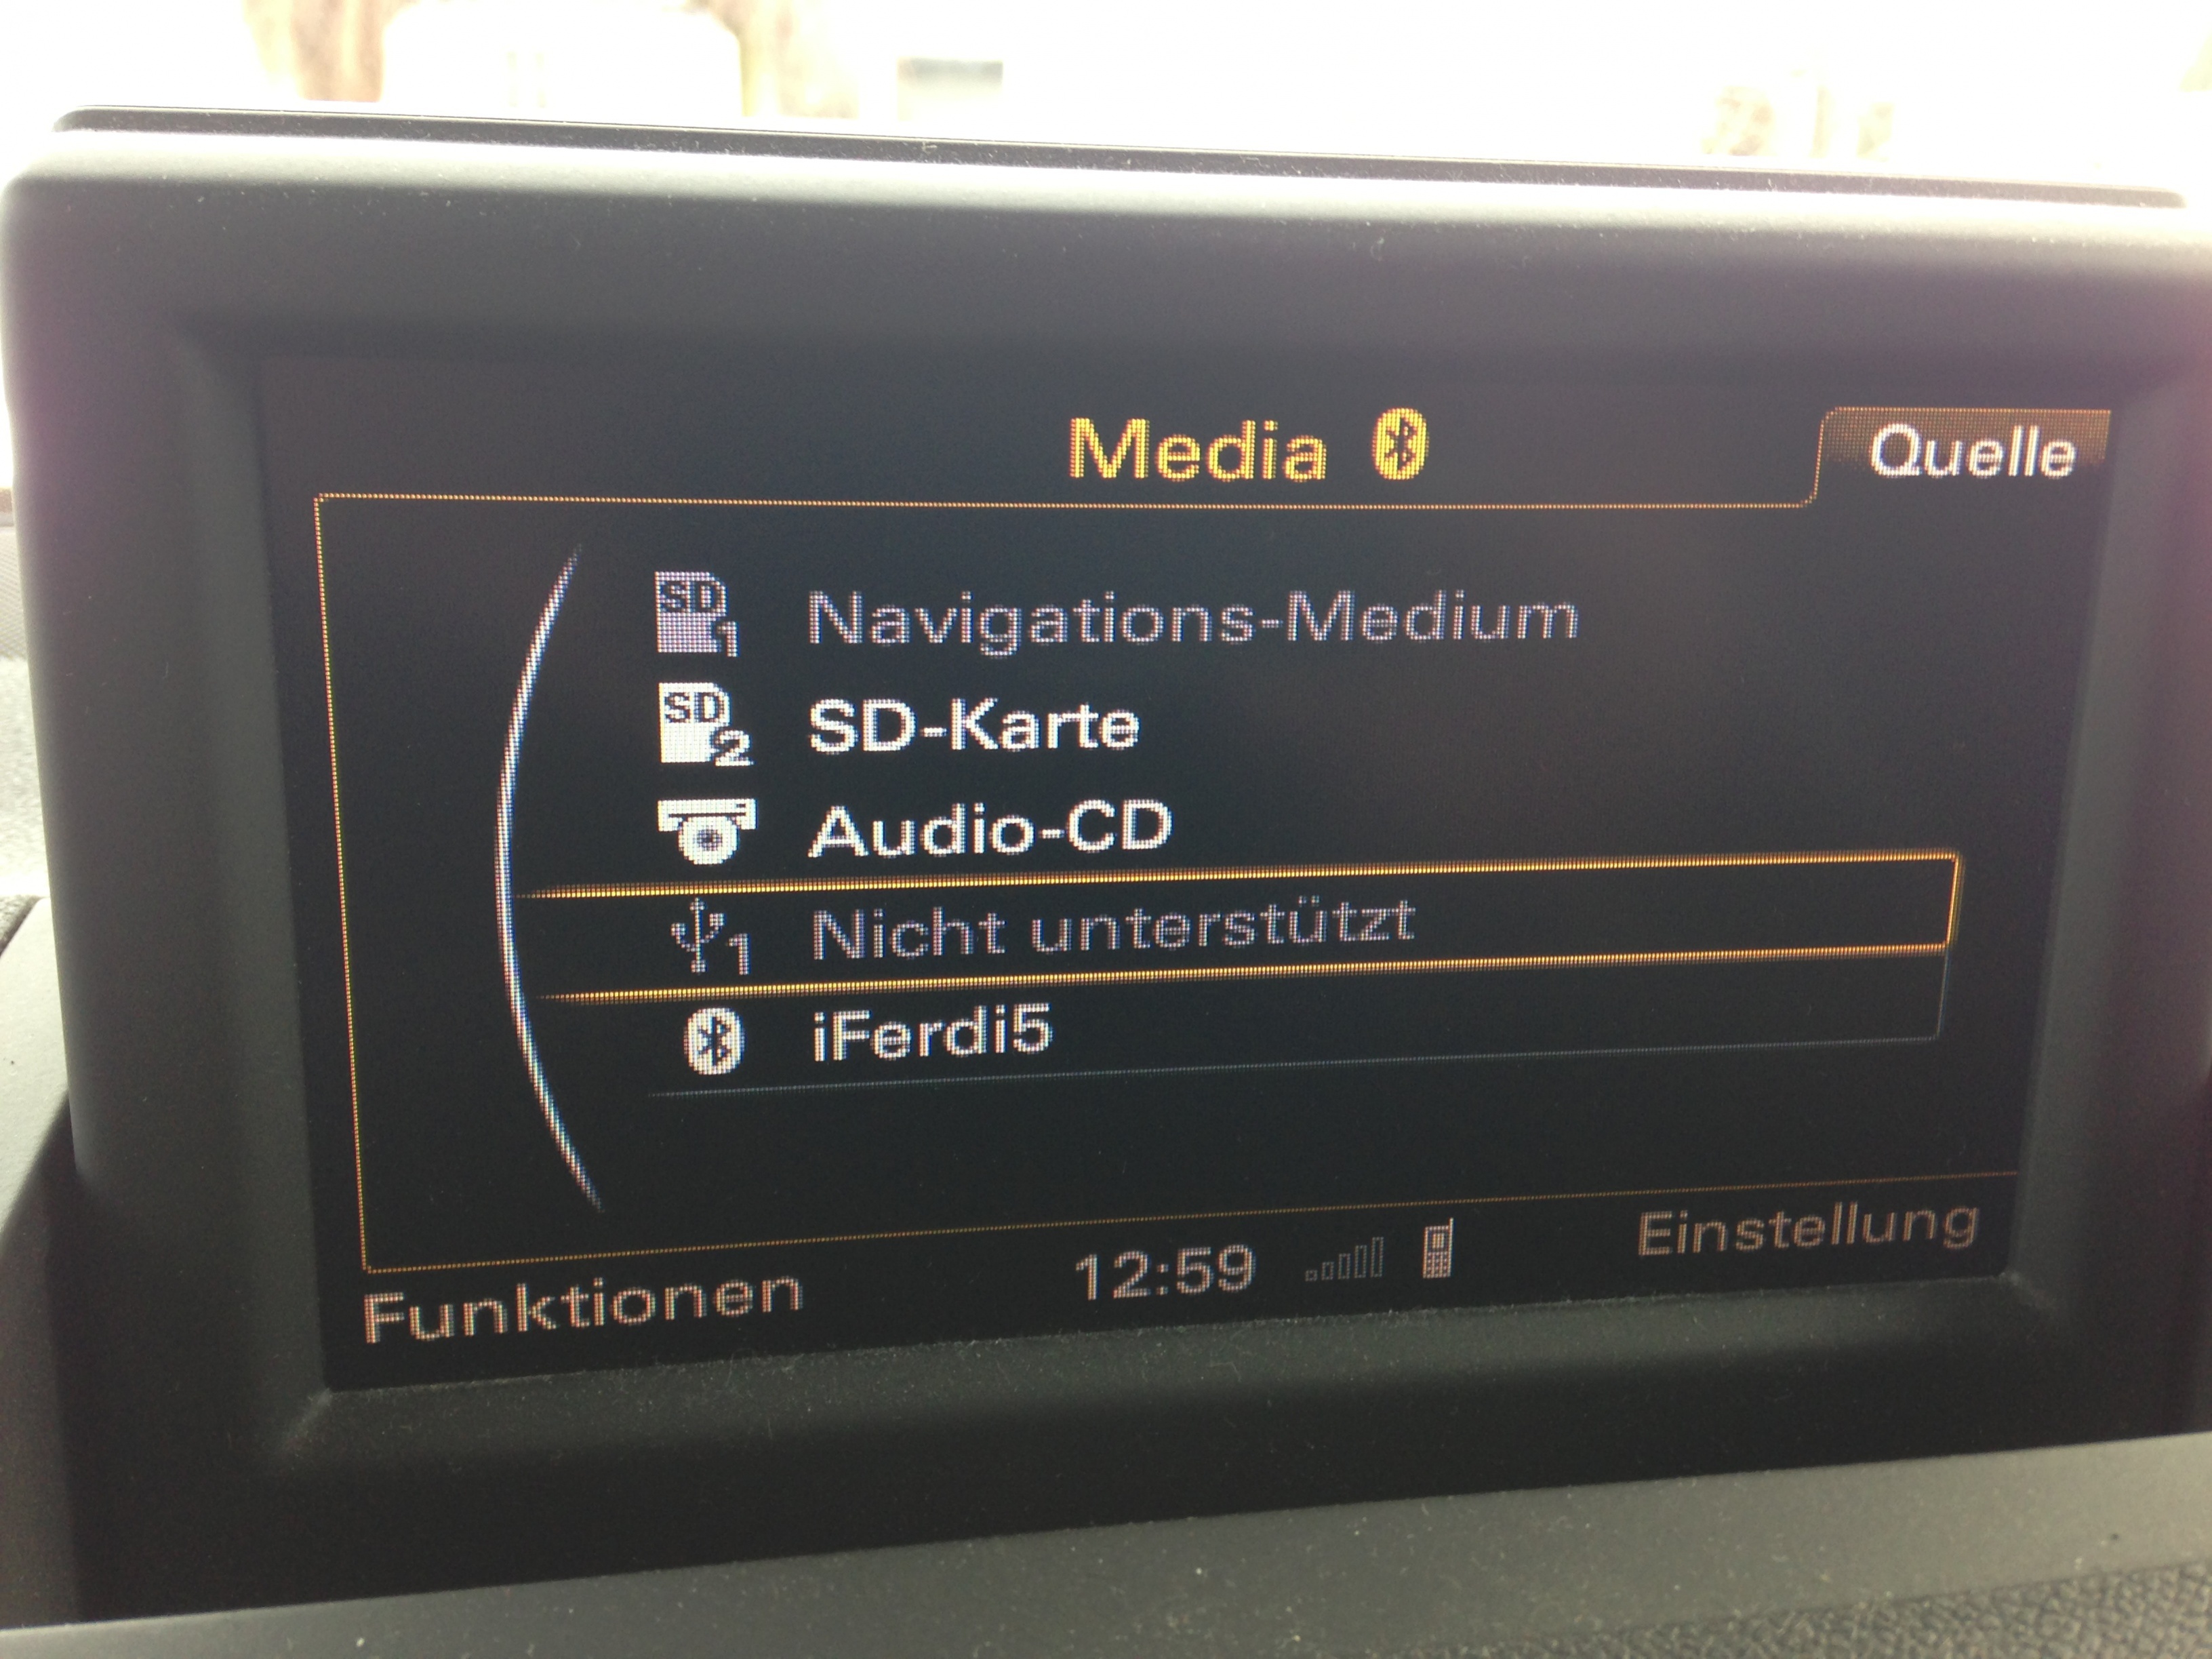 Media
Quelle
SD 1 Navigations-Medium
SD 2 SD-Karte
Audio-CD
1 Nicht unterstützt
iFerdi5
Funktionen 12:59 Einstellung